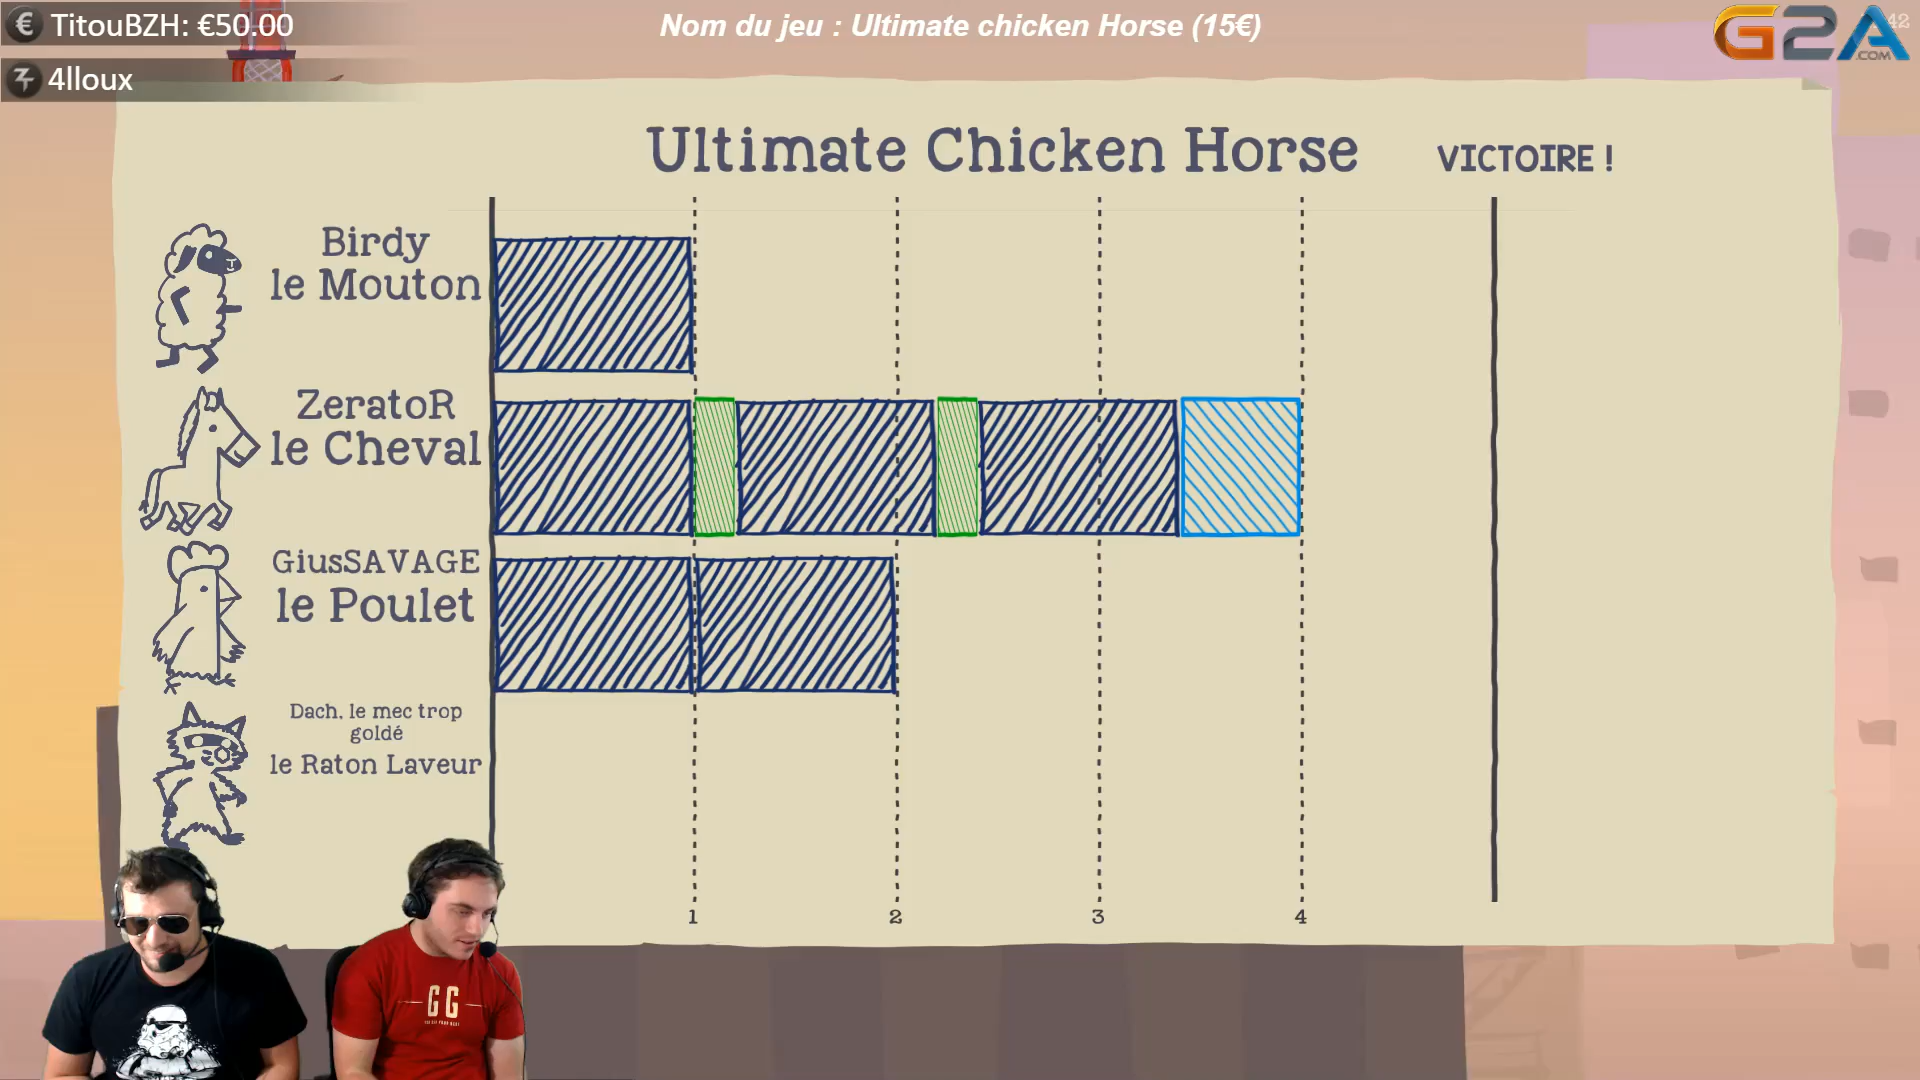 TitouBZH: €50.00
Nom du jeu : Ultimate chicken Horse (15€)
G2A
.COM
42
4lloux
Ultimate Chicken Horse
VICTOIRE !
Birdy
le Mouton
ZeratoR
le Cheval
GiusSAVAGE
le Poulet
Dach, le mec trop
goldé
le Raton Laveur
1
2
3
4
GG